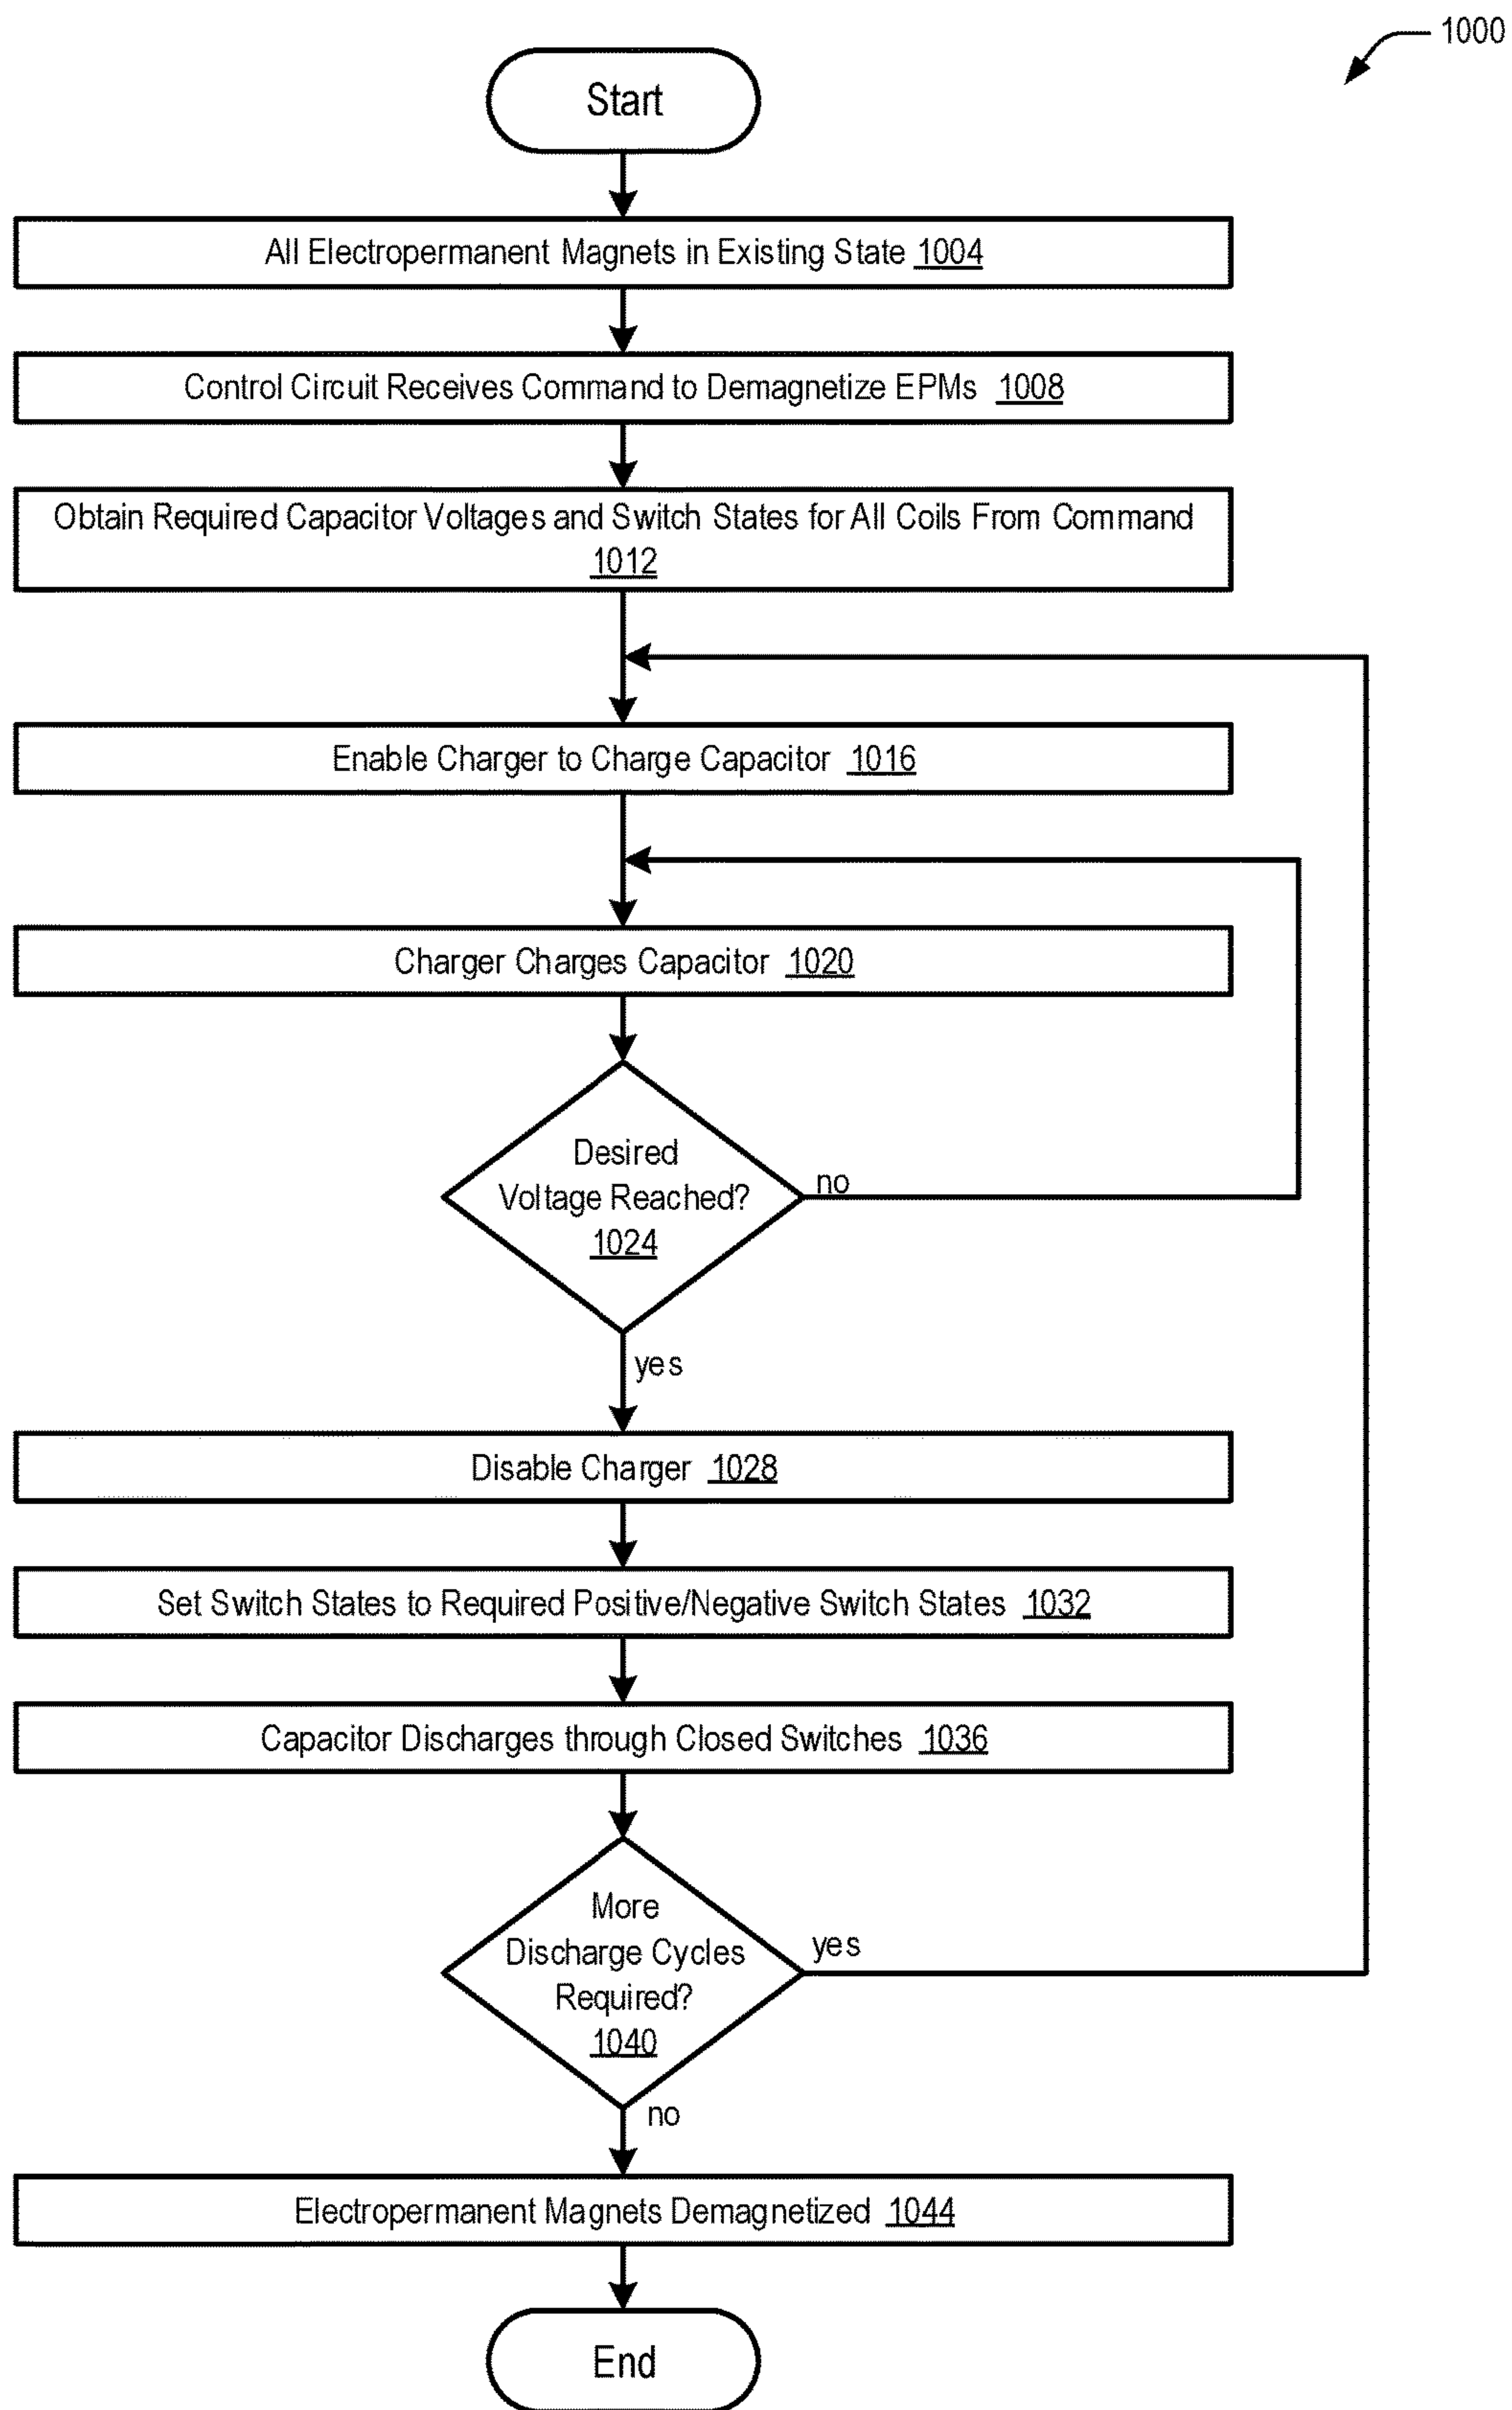 1000
Start
All Electropermanent Magnets in Existing State 1004
Control Circuit Receives Command to Demagnetize EPMs 1008
Obtain Required Capacitor Voltages and Switch States for All Coils From Command
1012
Enable Charger to Charge Capacitor 1016
Charger Charges Capacitor 1020
Desired
Voltage Reached?
1024
no
yes
Disable Charger 1028
Set Switch States to Required Positive/Negative Switch States 1032
Capacitor Discharges through Closed Switches 1036
More
Discharge Cycles
Required?
1040
yes
no
Electropermanent Magnets Demagnetized 1044
End